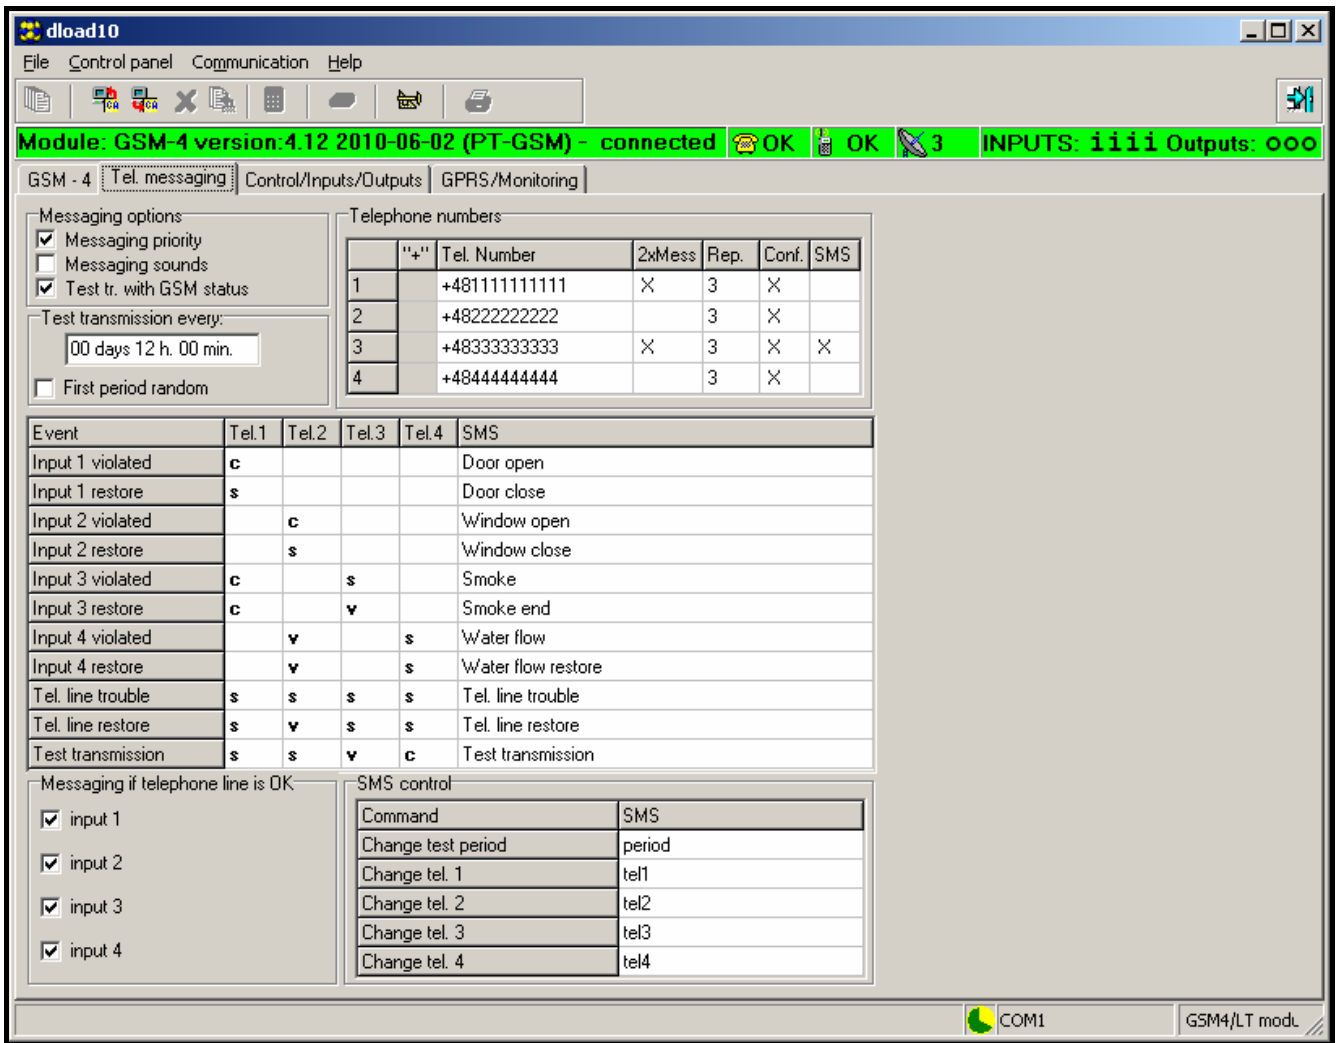 dload10
File Control panel Communication Help
Module: GSM-4 version:4.12 2010-06-02 (PT-GSM) - connected OK OK 3 INPUTS: iiii Outputs: ooo
GSM - 4 Tel. messaging Control/Inputs/Outputs GPRS/Monitoring
Messaging options
Messaging priority
Messaging sounds
Test tr. with GSM status
Test transmission every:
00 days 12 h. 00 min.
First period random
Telephone numbers
"+" Tel. Number 2xMess Rep. Conf. SMS
1 +481111111111 X 3 X
2 +48222222222 3 X
3 +48333333333 X 3 X X
4 +48444444444 3 X
Event Tel.1 Tel.2 Tel.3 Tel.4 SMS
Input 1 violated c Door open
Input 1 restore s Door close
Input 2 violated c Window open
Input 2 restore s Window close
Input 3 violated c s Smoke
Input 3 restore c v Smoke end
Input 4 violated v s Water flow
Input 4 restore v s Water flow restore
Tel. line trouble s s s s Tel. line trouble
Tel. line restore s v s s Tel. line restore
Test transmission s s v c Test transmission
Messaging if telephone line is OK
input 1
input 2
input 3
input 4
SMS control
Command SMS
Change test period period
Change tel. 1 tel1
Change tel. 2 tel2
Change tel. 3 tel3
Change tel. 4 tel4
COM1 GSM4/LT modu